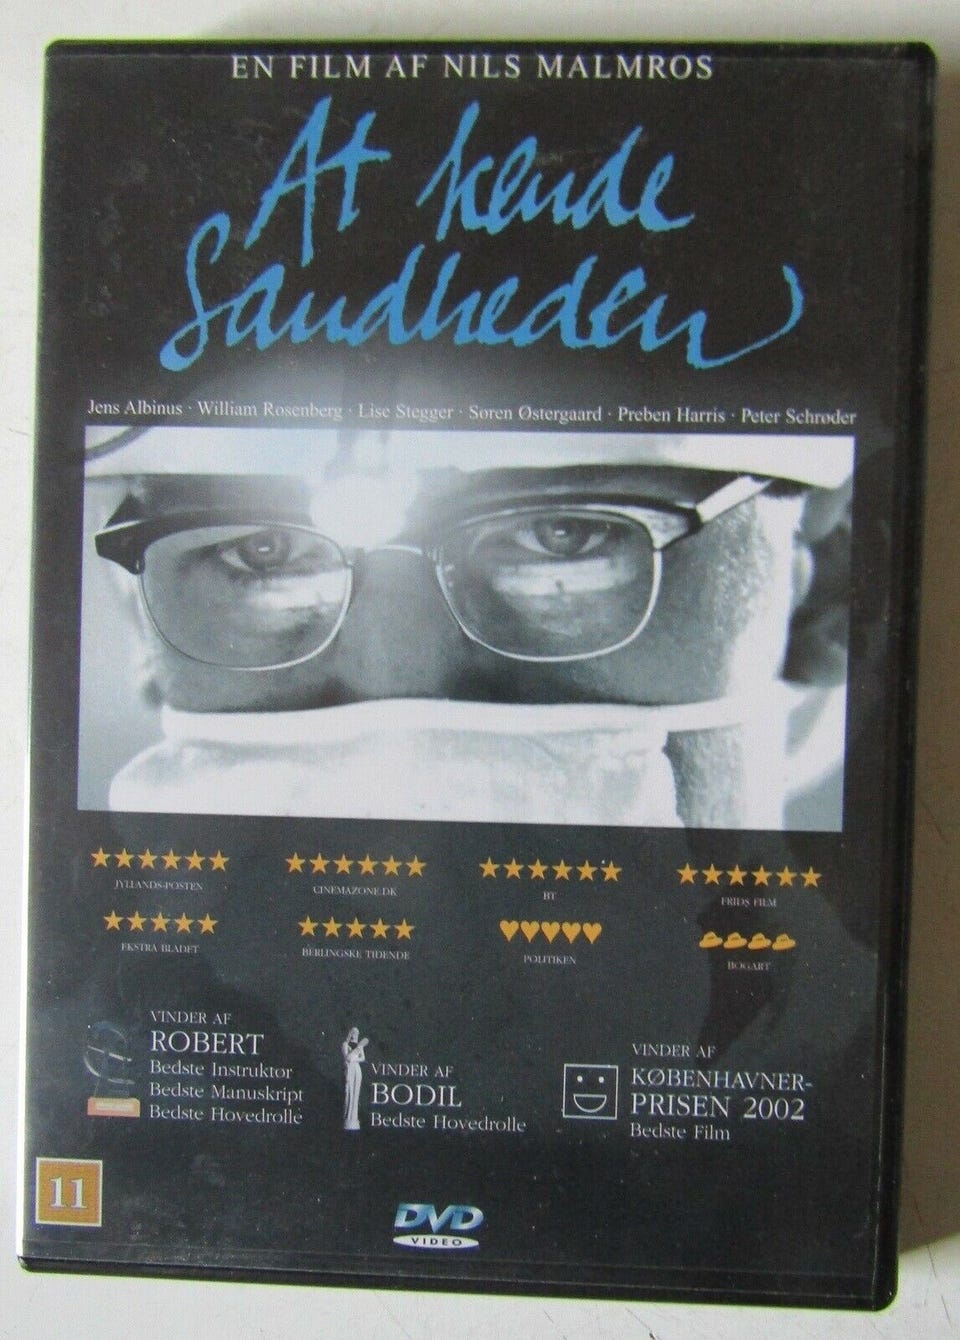 EN FILM AF NILS MALMROS
At kende
Sandheden
Jens Albinus · William Rosenberg · Lise Stegger · Søren Østergaard · Preben Harris · Peter Schrøder
JYLLANDS-POSTEN
CINEMAZONE.DK
BT
FRIDS FILM
EKSTRA BLADET
BERLINGSKE TIDENDE
POLITIKEN
BOGART
VINDER AF
ROBERT
Bedste Instruktor
Bedste Manuskript
Bedste Hovedrolle
VINDER AF
BODIL
Bedste Hovedrolle
VINDER AF
KØBENHAVNER-
PRISEN 2002
Bedste Film
11
DVD
VIDEO